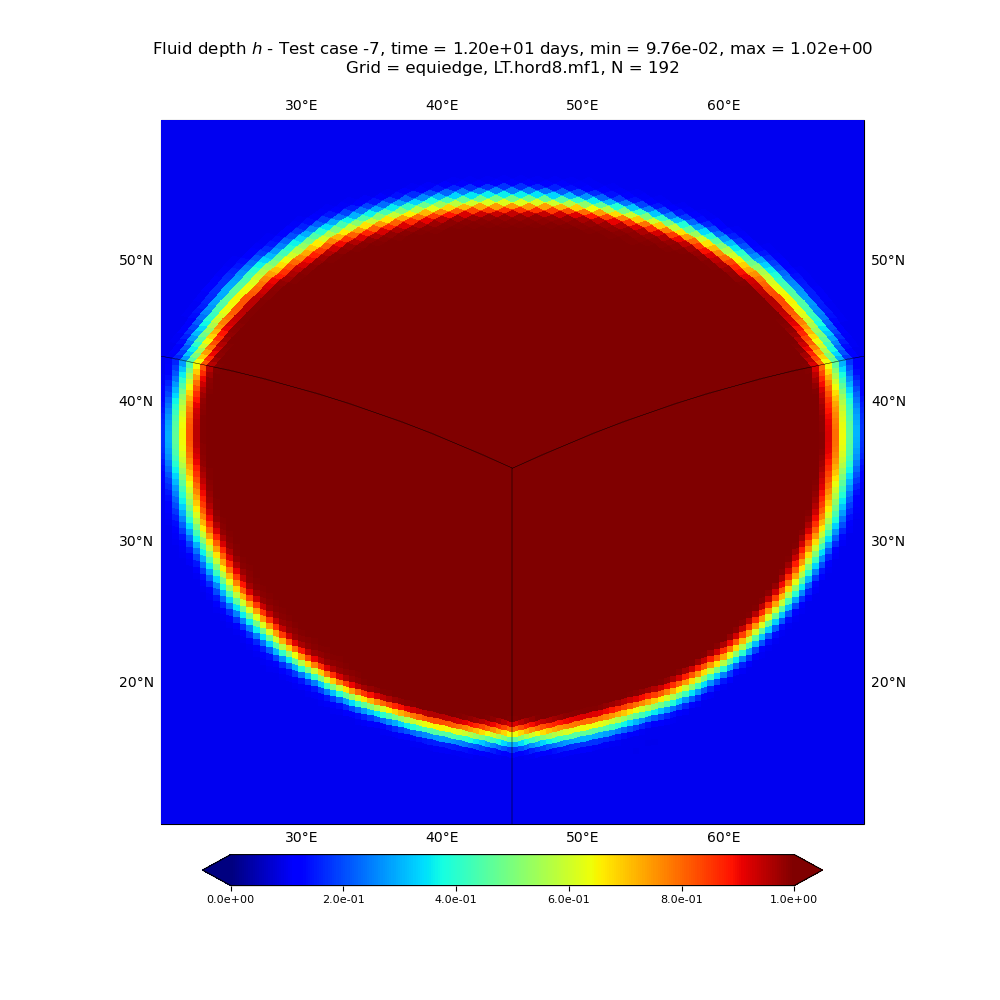 Fluid depth h - Test case -7, time = 1.20e+01 days, min = 9.76e-02, max = 1.02e+00
Grid = equiedge, LT.hord8.mf1, N = 192
30°E 40°E 50°E 60°E
50°N 50°N
40°N 40°N
30°N 30°N
20°N 20°N
30°E 40°E 50°E 60°E
0.0e+00 2.0e-01 4.0e-01 6.0e-01 8.0e-01 1.0e+00